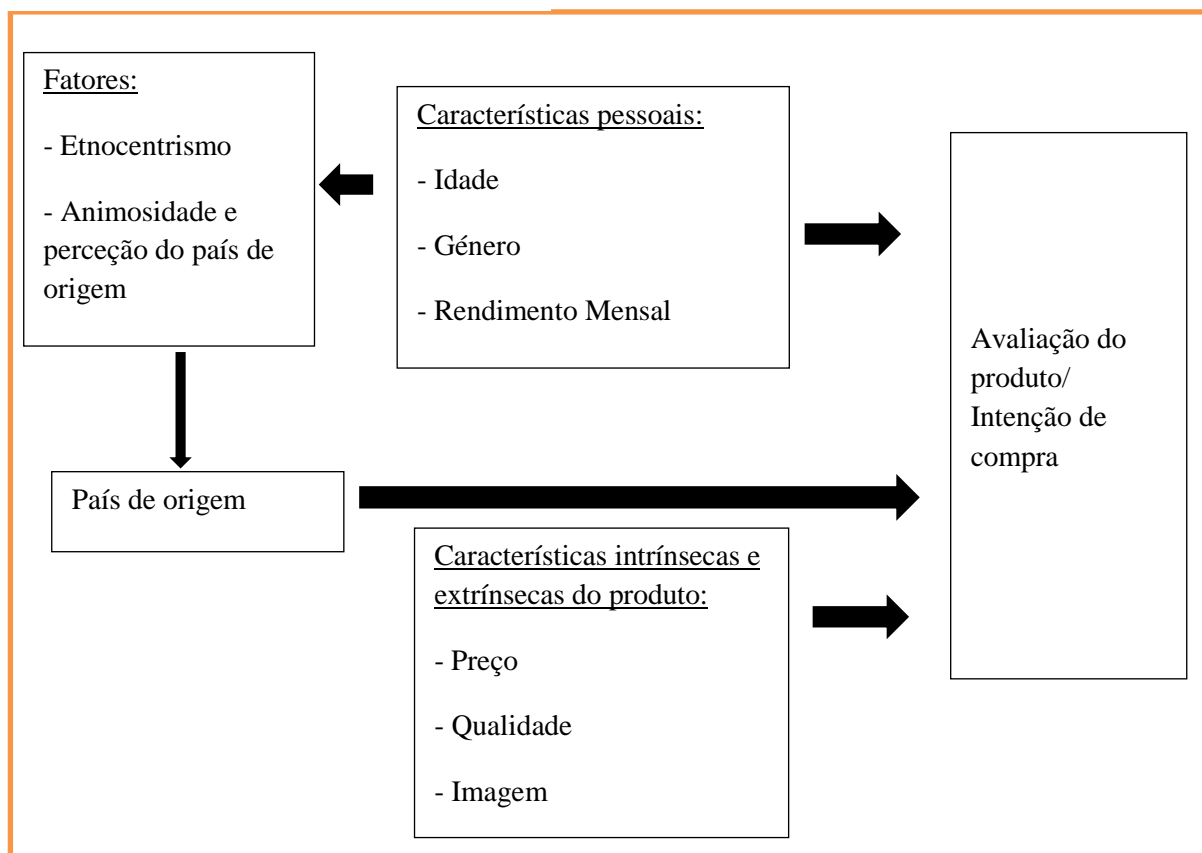 Fatores:
- Etnocentrismo
- Animosidade e
perceção do país de
origem
Características pessoais:
- Idade
- Género
- Rendimento Mensal
Avaliação do
produto/
Intenção de
compra
País de origem
Características intrínsecas e
extrínsecas do produto:
- Preço
- Qualidade
- Imagem